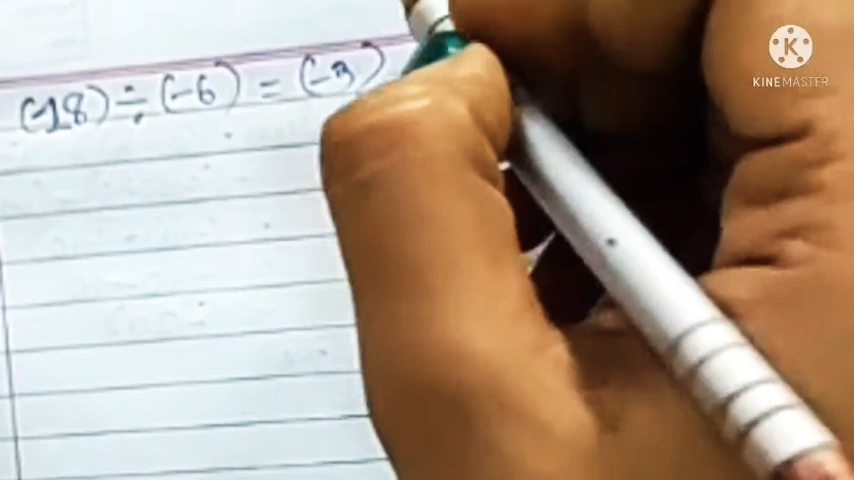 (-18) ÷ (-6) = (-3)
KINEMASTER